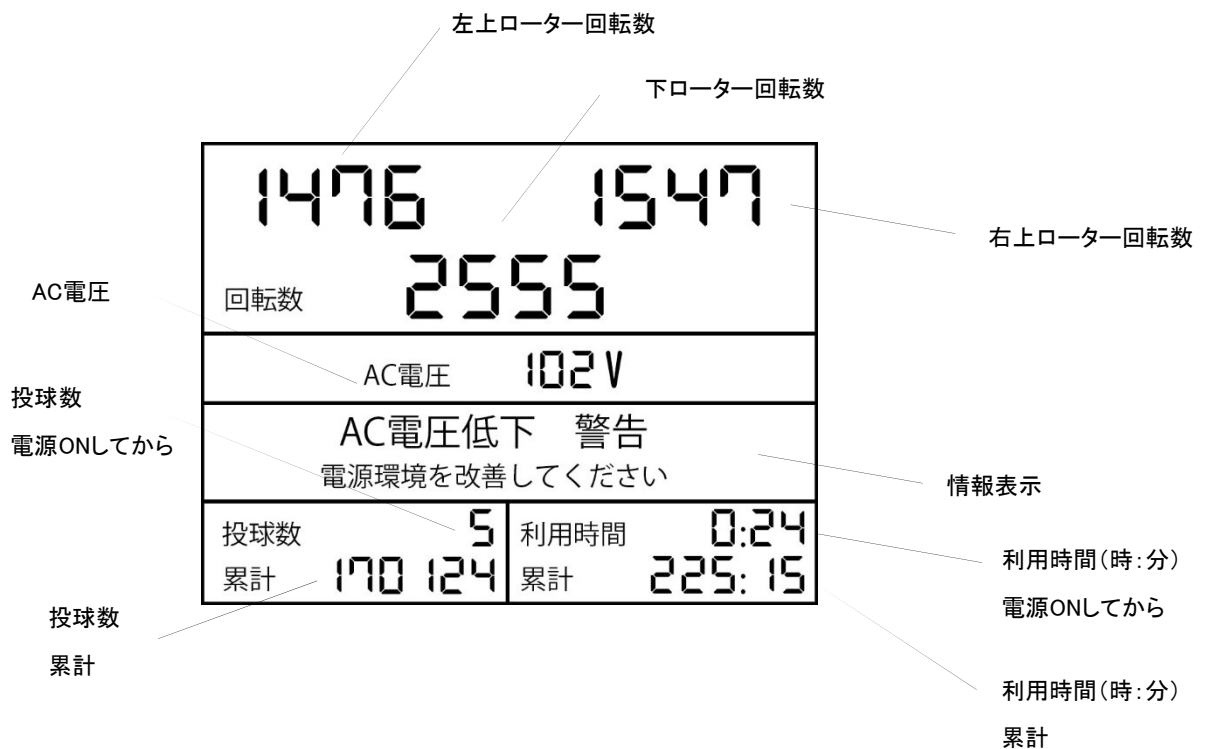 左上ローター回転数
下ローター回転数
1476 1547
右上ローター回転数
回転数 2555
AC電圧
AC電圧 102V
投球数
電源ONしてから
AC電圧低下 警告
電源環境を改善してください
情報表示
投球数 5 利用時間 0:24
累計 170124 累計 225:15
利用時間(時:分)
電源ONしてから
投球数
累計
利用時間(時:分)
累計